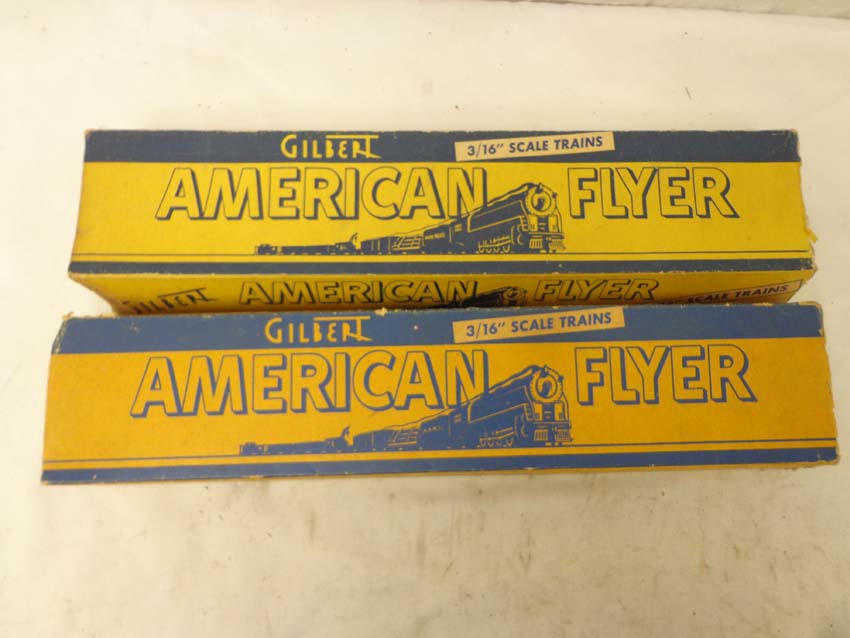 GILBERT
3/16" SCALE TRAINS
AMERICAN FLYER
GILBERT
AMERICAN FLYER
SCALE TRAINS
GILBERT
3/16" SCALE TRAINS
AMERICAN FLYER